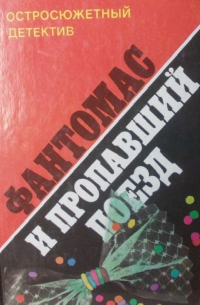 ОСТРОСЮЖЕТНЫЙ
ДЕТЕКТИВ
ФАНТОМАС
И ПРОПАВШИЙ
ПОЕЗД